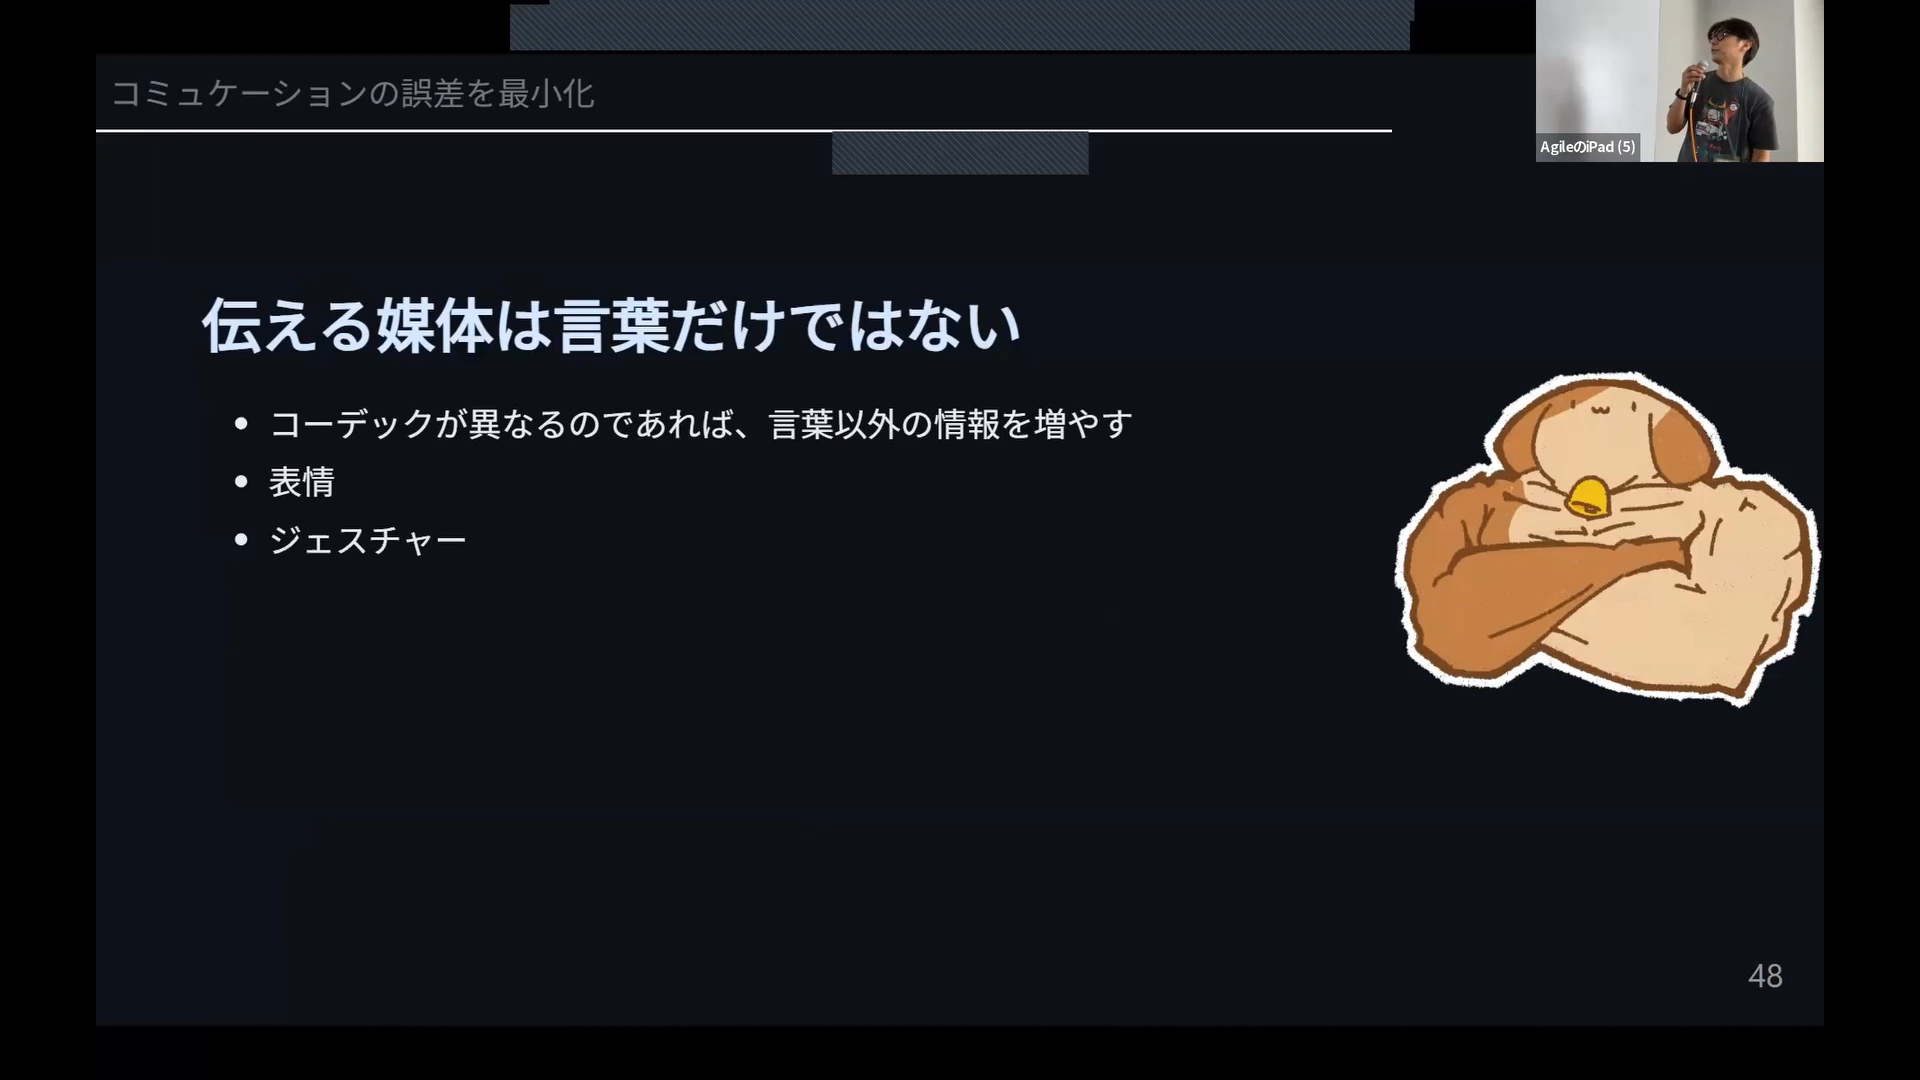 コミュケーションの誤差を最小化
AgileのiPad (5)
伝える媒体は言葉だけではない
コーデックが異なるのであれば、言葉以外の情報を増やす
表情
ジェスチャー
48